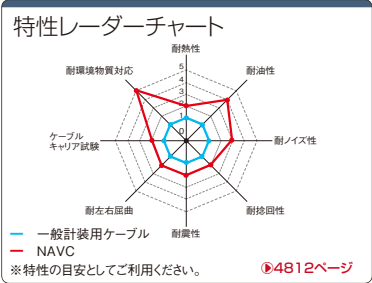 特性レーダーチャート
耐熱性
耐環境物質対応
耐油性
5
4
3
2
1
0
ケーブル
キャリア試験
耐ノイズ性
耐左右屈曲
耐捻回性
耐震性
一般計装用ケーブル
NAVC
※特性の目安としてご利用ください。
4812ページ